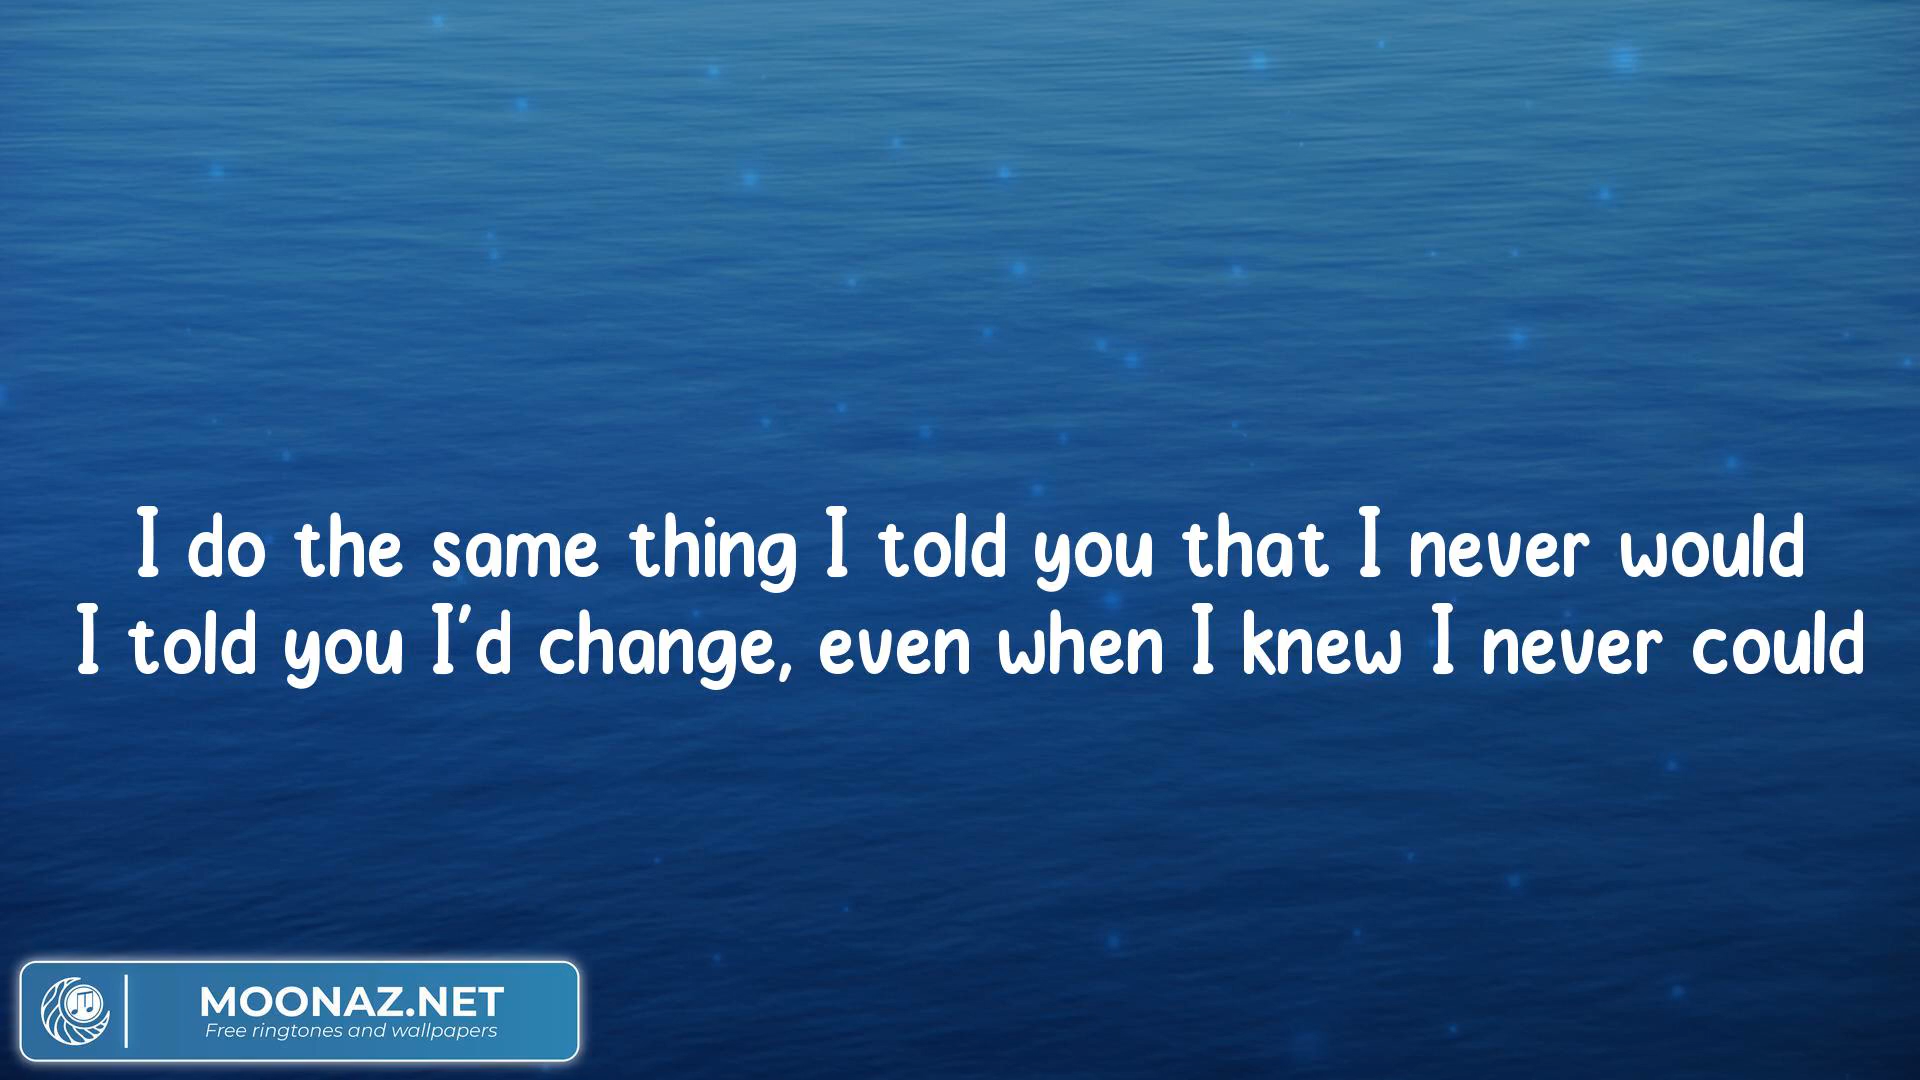 I do the same thing I told you that I never would
I told you I'd change, even when I knew I never could
MOONAZ.NET
Free ringtones and wallpapers